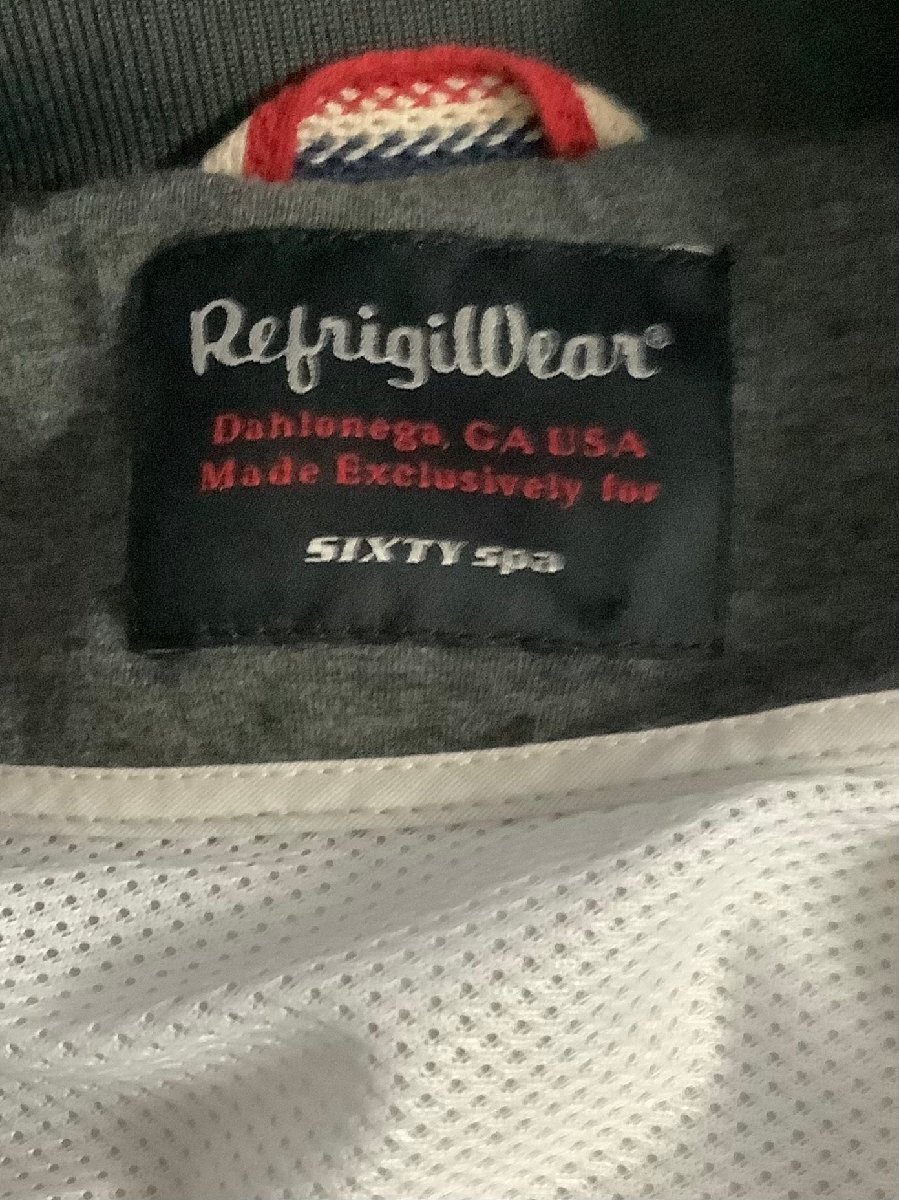 RefrigiWear®
Dahlonega, GA USA
Made Exclusively for
SIXTY spa